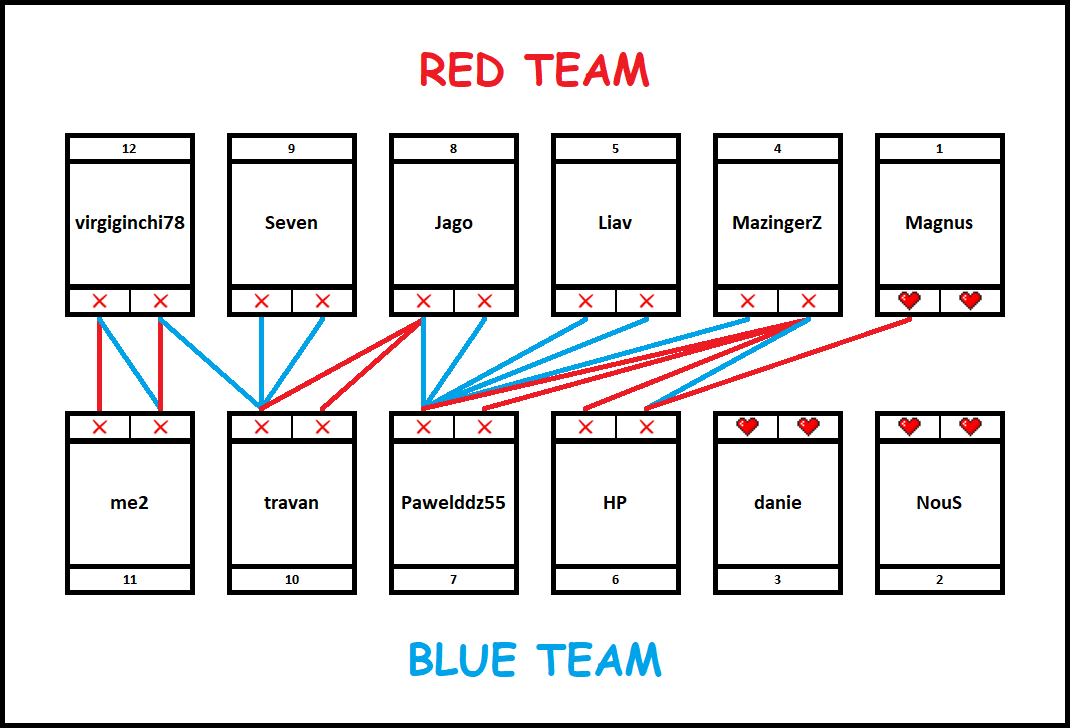 RED TEAM
12 9 8 5 4 1
virgiginchi78 Seven Jago Liav MazingerZ Magnus
me2 travan Pawelddz55 HP danie NouS
11 10 7 6 3 2
BLUE TEAM